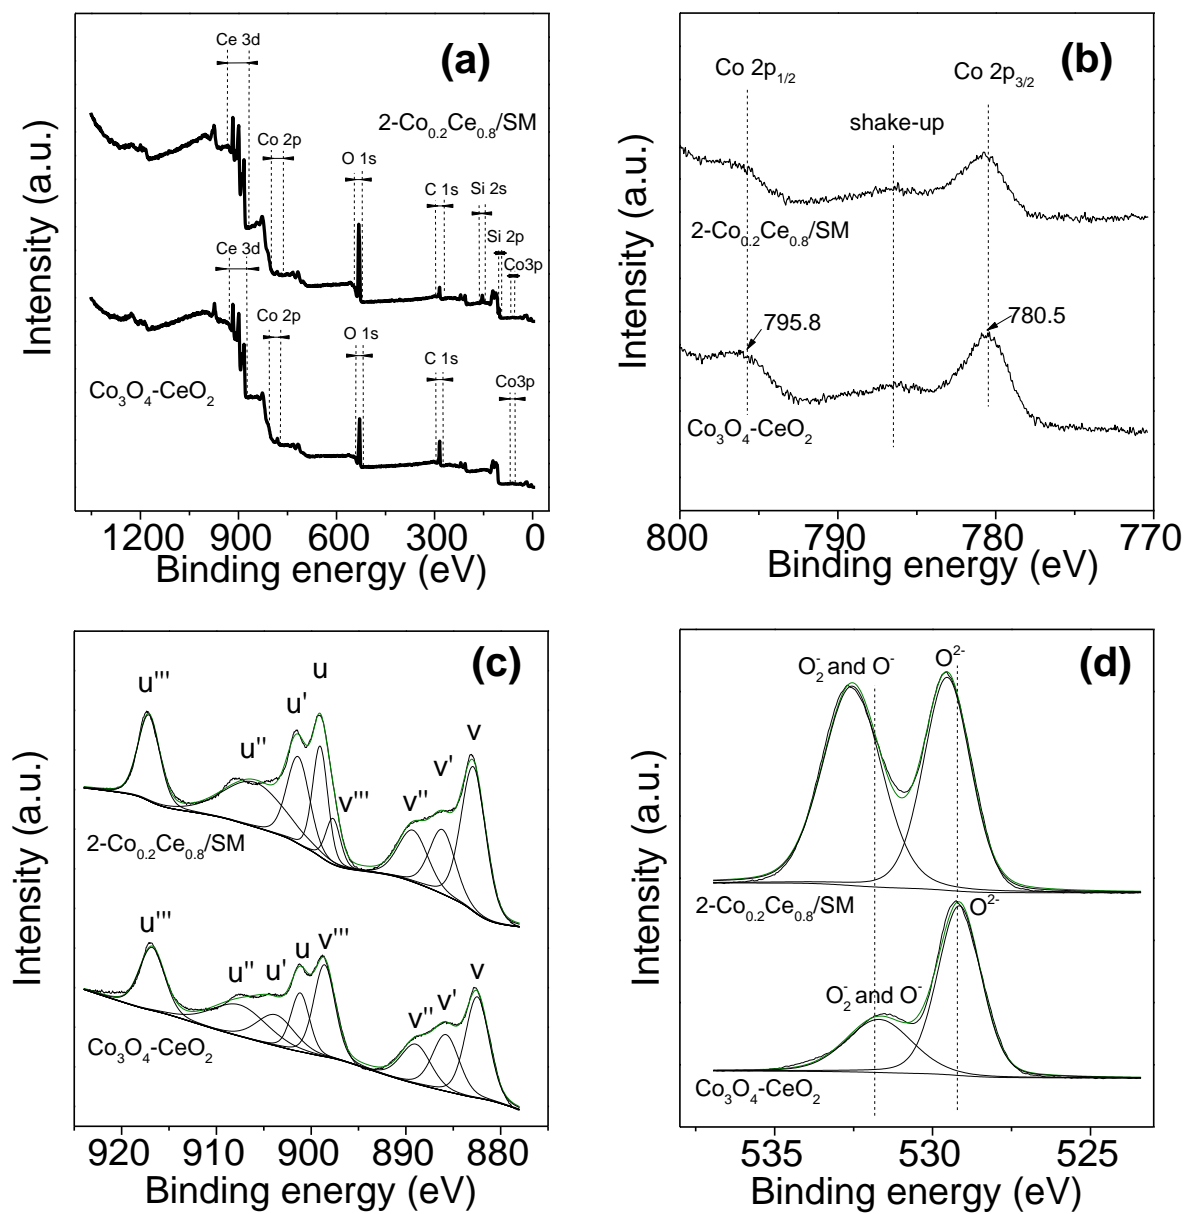 (a)
Ce 3d
2-Co0.2Ce0.8/SM
Co 2p
O 1s
C 1s
Si 2s
Si 2p
Co3p
Ce 3d
Co 2p
O 1s
C 1s
Co3p
Co3O4-CeO2
Intensity (a.u.)
1200 900 600 300 0
Binding energy (eV)
(b)
Co 2p1/2
Co 2p3/2
shake-up
2-Co0.2Ce0.8/SM
795.8
780.5
Co3O4-CeO2
Intensity (a.u.)
800 790 780 770
Binding energy (eV)
(c)
u'''
u''
u'
u
v'''
v''
v'
v
2-Co0.2Ce0.8/SM
u'''
u''
u'
u
v'''
v''
v'
v
Co3O4-CeO2
Intensity (a.u.)
920 910 900 890 880
Binding energy (eV)
(d)
O2- and O-
O2-
2-Co0.2Ce0.8/SM
O2-
O2- and O-
Co3O4-CeO2
Intensity (a.u.)
535 530 525
Binding energy (eV)